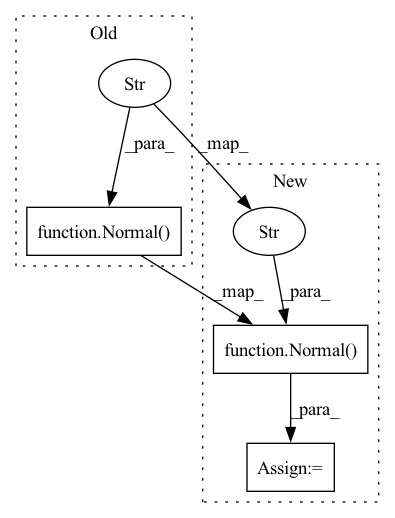 Old
Str
_para_
_map_
New
function.Normal()
Str
_map_
_para_
function.Normal()
_para_
Assign:=